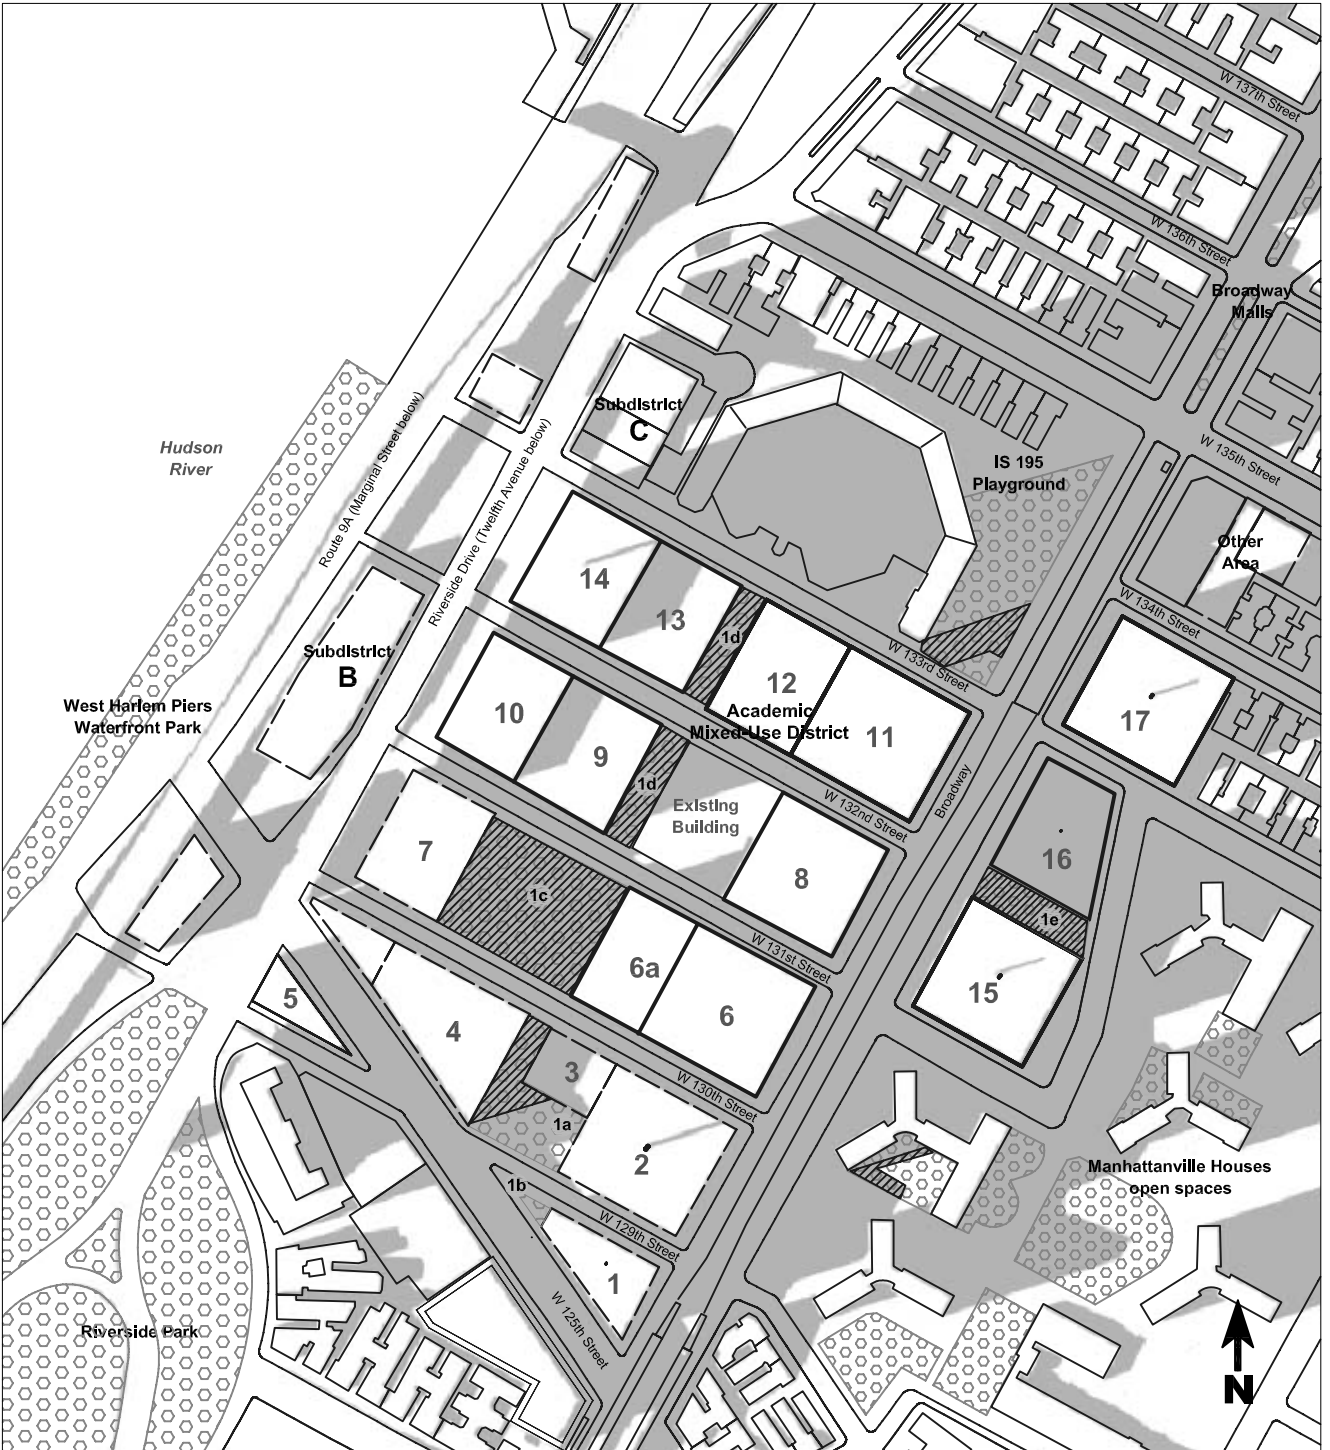 W 137th Street
W 136th Street
Broadway
Malls
Subdistrict
C
Hudson
River
Route 9A (Marginal Street below)
Riverside Drive (Twelfth Avenue below)
W 135th Street
IS 195
Playground
Other
Area
14
13
1d
W 134th Street
W 133rd Street
Subdistrict
B
12
Academic
Mixed-Use District
11
17
West Harlem Piers
Waterfront Park
10
9
1d
Existing
Building
W 132nd Street
Broadway
7
1c
8
16
1e
W 131st Street
6a
6
15
5
4
3
W 130th Street
1a
2
1b
Manhattanville Houses
open spaces
W 129th Street
1
W 125th Street
Riverside Park
N